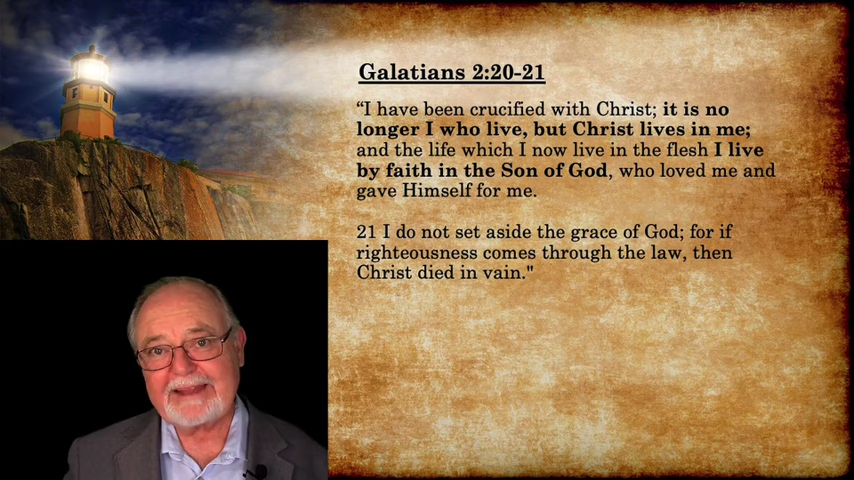 Galatians 2:20-21
“I have been crucified with Christ; it is no
longer I who live, but Christ lives in me;
and the life which I now live in the flesh I live
by faith in the Son of God, who loved me and
gave Himself for me.
21 I do not set aside the grace of God; for if
righteousness comes through the law, then
Christ died in vain."